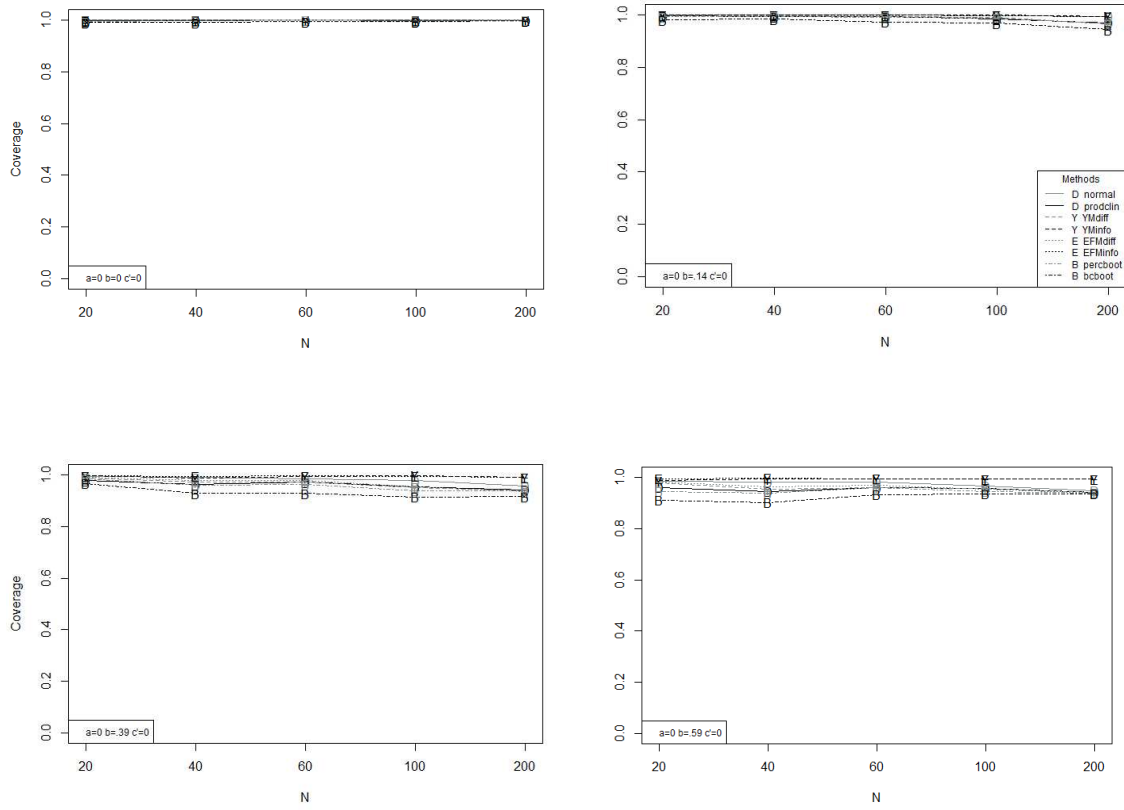 Coverage
0.0 0.2 0.4 0.6 0.8 1.0
a=0 b=0 c'=0
20 40 60 100 200
N
0.0 0.2 0.4 0.6 0.8 1.0
Methods
D normal
D prodclin
Y YMdiff
Y YMinfo
E EFMdiff
E EFMinfo
B percboot
B bcboot
a=0 b=.14 c'=0
20 40 60 100 200
N
Coverage
0.0 0.2 0.4 0.6 0.8 1.0
a=0 b=.39 c'=0
20 40 60 100 200
N
0.0 0.2 0.4 0.6 0.8 1.0
a=0 b=.59 c'=0
20 40 60 100 200
N